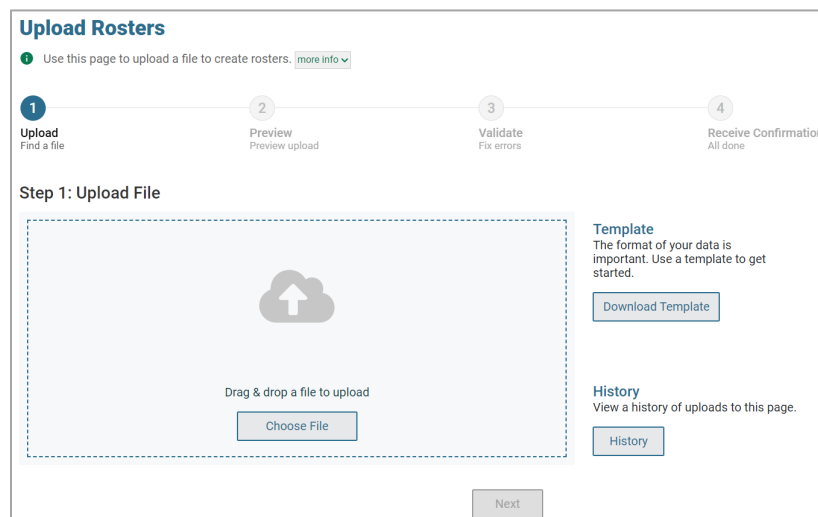 Upload Rosters
Use this page to upload a file to create rosters. more info
1
2
3
4
Upload
Preview
Validate
Receive Confirmatio
Find a file
Preview upload
Fix errors
All done
Step 1: Upload File
Template
The format of your data is
important. Use a template to get
started.
Download Template
Drag & drop a file to upload
Choose File
History
View a history of uploads to this page.
History
Next